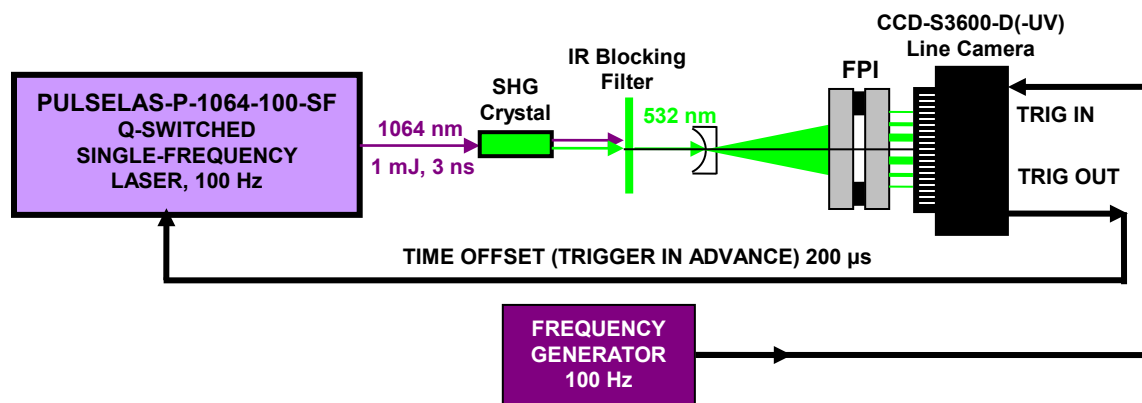 CCD-S3600-D(-UV)
Line Camera
IR Blocking
Filter
FPI
SHG
Crystal
PULSELAS-P-1064-100-SF
Q-SWITCHED
SINGLE-FREQUENCY
LASER, 100 Hz
1064 nm
1 mJ, 3 ns
532 nm
TRIG IN
TRIG OUT
TIME OFFSET (TRIGGER IN ADVANCE) 200 µs
FREQUENCY
GENERATOR
100 Hz